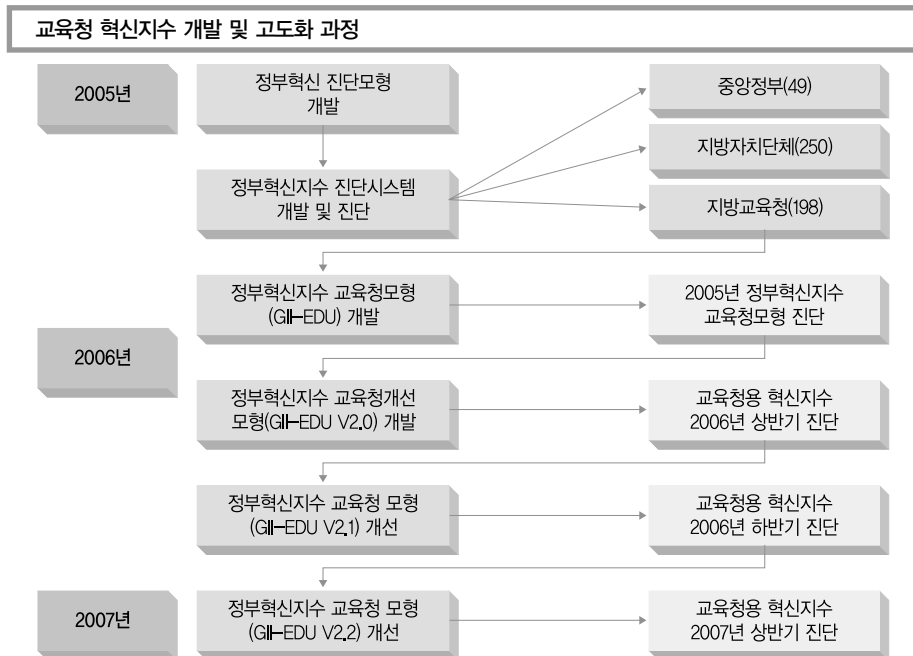 교육청 혁신지수 개발 및 고도화 과정
2005년
정부혁신 진단모형
개발
중앙정부(49)
지방자치단체(250)
정부혁신지수 진단시스템
개발 및 진단
지방교육청(198)
정부혁신지수 교육청모형
(GII-EDU) 개발
2005년 정부혁신지수
교육청모형 진단
2006년
정부혁신지수 교육청개선
모형(GII-EDU V2.0) 개발
교육청용 혁신지수
2006년 상반기 진단
정부혁신지수 교육청 모형
(GII-EDU V2.1) 개선
교육청용 혁신지수
2006년 하반기 진단
2007년
정부혁신지수 교육청 모형
(GII-EDU V2.2) 개선
교육청용 혁신지수
2007년 상반기 진단